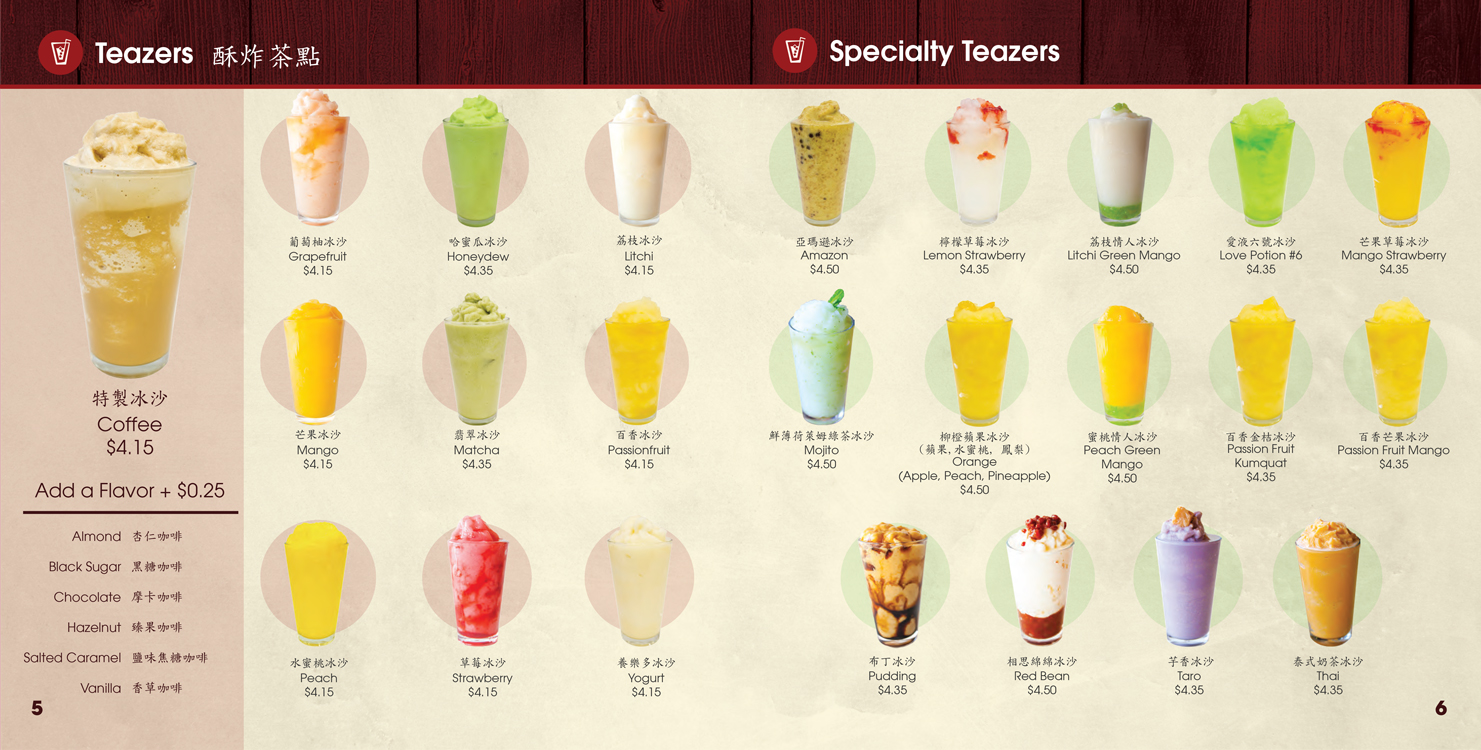 Teazers 酥炸茶點
Specialty Teazers
特製冰沙
Coffee
$4.15
Add a Flavor + $0.25
Almond 杏仁咖啡
Black Sugar 黑糖咖啡
Chocolate 摩卡咖啡
Hazelnut 臻果咖啡
Salted Caramel 鹽味焦糖咖啡
Vanilla 香草咖啡
5
葡萄柚冰沙
Grapefruit
$4.15
哈蜜瓜冰沙
Honeydew
$4.35
荔枝冰沙
Litchi
$4.15
芒果冰沙
Mango
$4.15
翡翠冰沙
Matcha
$4.35
百香冰沙
Passionfruit
$4.15
水蜜桃冰沙
Peach
$4.15
草莓冰沙
Strawberry
$4.15
養樂多冰沙
Yogurt
$4.15
亞瑪遜冰沙
Amazon
$4.50
檸檬草莓冰沙
Lemon Strawberry
$4.35
荔枝情人冰沙
Litchi Green Mango
$4.50
愛液六號冰沙
Love Potion #6
$4.35
芒果草莓冰沙
Mango Strawberry
$4.35
鮮薄荷萊姆綠茶冰沙
Mojito
$4.50
柳橙蘋果冰沙
（蘋果, 水蜜桃, 鳳梨）
Orange
(Apple, Peach, Pineapple)
$4.50
蜜桃情人冰沙
Peach Green
Mango
$4.50
百香金桔冰沙
Passion Fruit
Kumquat
$4.35
百香芒果冰沙
Passion Fruit Mango
$4.35
布丁冰沙
Pudding
$4.35
相思綿綿冰沙
Red Bean
$4.50
芋香冰沙
Taro
$4.35
泰式奶茶冰沙
Thai
$4.35
6